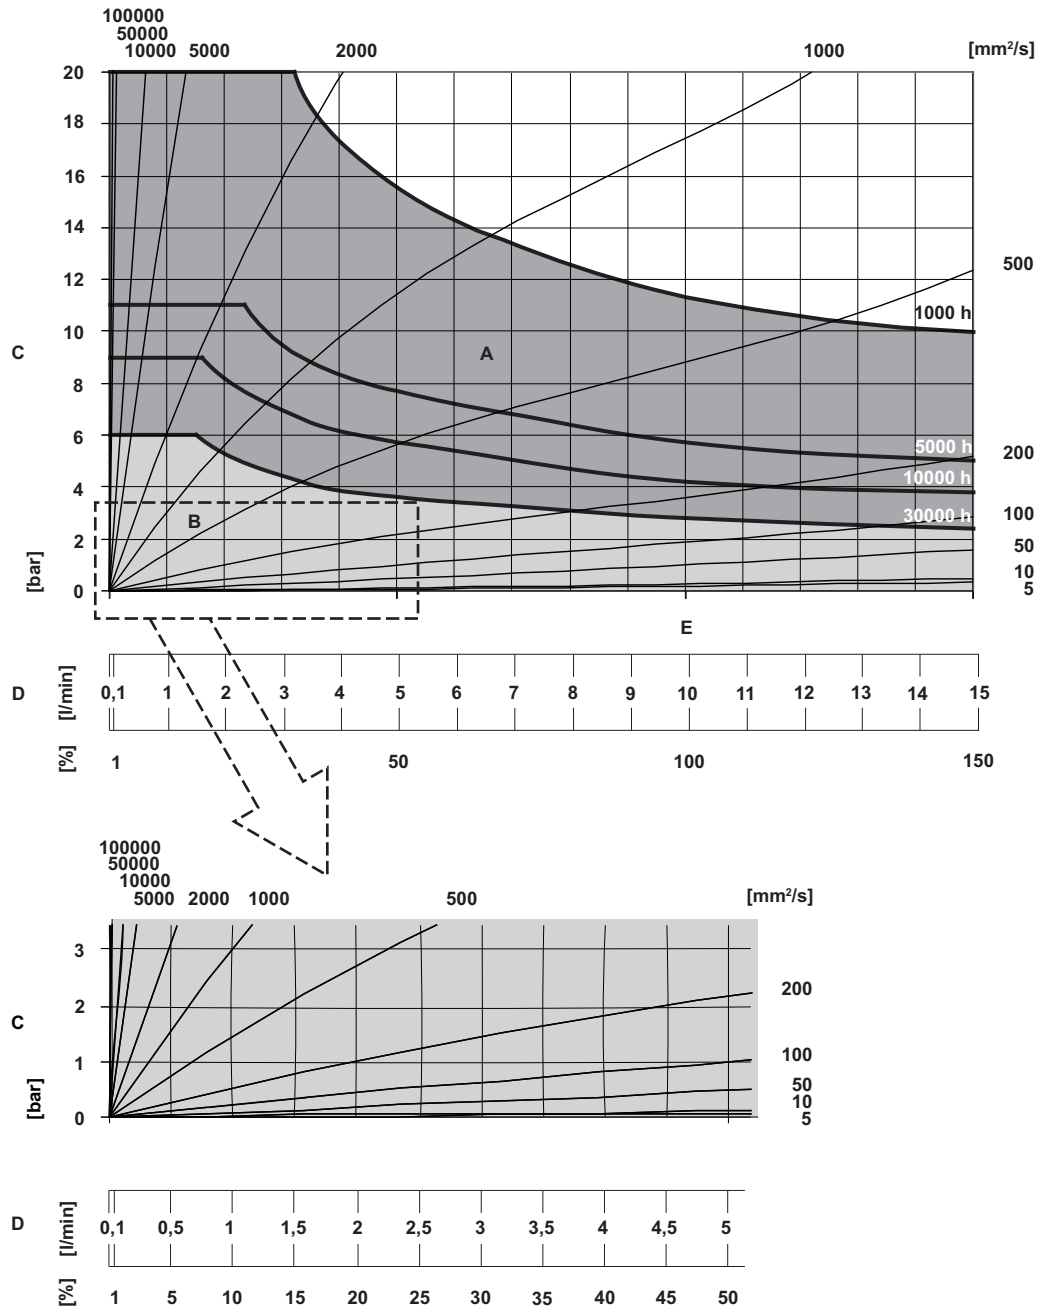 100000
50000
10000 5000 2000 1000 [mm²/s]
20
18
16
14
12
500
1000 h
10
C
A
8
6
5000 h
200
10000 h
4
30000 h
100
B
2
50
[bar]
10
0
5
E
D [l/min] 0,1 1 2 3 4 5 6 7 8 9 10 11 12 13 14 15
[%] 1 50 100 150
100000
50000
10000
5000 2000 1000 500 [mm²/s]
3
200
2
C
100
1
50
[bar]
10
0
5
D [l/min] 0,1 0,5 1 1,5 2 2,5 3 3,5 4 4,5 5
[%] 1 5 10 15 20 25 30 35 40 45 50